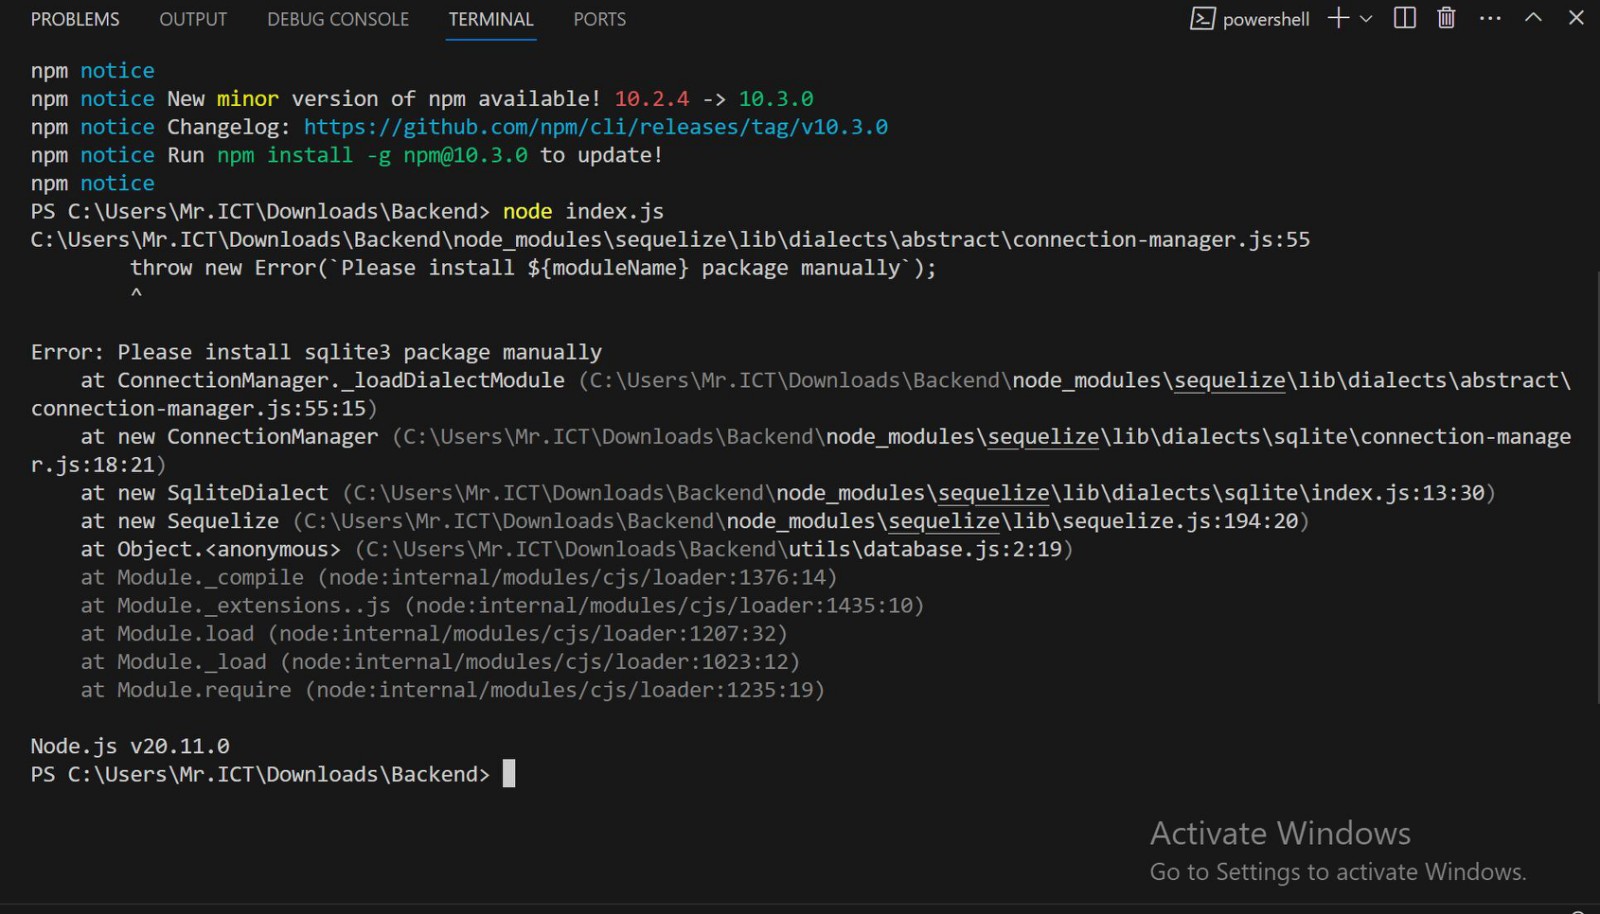 PROBLEMS OUTPUT DEBUG CONSOLE TERMINAL PORTS powershell
npm notice
npm notice New minor version of npm available! 10.2.4 -> 10.3.0
npm notice Changelog: https://github.com/npm/cli/releases/tag/v10.3.0
npm notice Run npm install -g npm@10.3.0 to update!
npm notice
PS C:\Users\Mr.ICT\Downloads\Backend> node index.js
C:\Users\Mr.ICT\Downloads\Backend\node_modules\sequelize\lib\dialects\abstract\connection-manager.js:55
        throw new Error(`Please install ${moduleName} package manually`);
        ^
Error: Please install sqlite3 package manually
    at ConnectionManager._loadDialectModule (C:\Users\Mr.ICT\Downloads\Backend\node_modules\sequelize\lib\dialects\abstract\
connection-manager.js:55:15)
    at new ConnectionManager (C:\Users\Mr.ICT\Downloads\Backend\node_modules\sequelize\lib\dialects\sqlite\connection-manage
r.js:18:21)
    at new SqliteDialect (C:\Users\Mr.ICT\Downloads\Backend\node_modules\sequelize\lib\dialects\sqlite\index.js:13:30)
    at new Sequelize (C:\Users\Mr.ICT\Downloads\Backend\node_modules\sequelize\lib\sequelize.js:194:20)
    at Object.<anonymous> (C:\Users\Mr.ICT\Downloads\Backend\utils\database.js:2:19)
    at Module._compile (node:internal/modules/cjs/loader:1376:14)
    at Module._extensions..js (node:internal/modules/cjs/loader:1435:10)
    at Module.load (node:internal/modules/cjs/loader:1207:32)
    at Module._load (node:internal/modules/cjs/loader:1023:12)
    at Module.require (node:internal/modules/cjs/loader:1235:19)
Node.js v20.11.0
PS C:\Users\Mr.ICT\Downloads\Backend>
Activate Windows
Go to Settings to activate Windows.